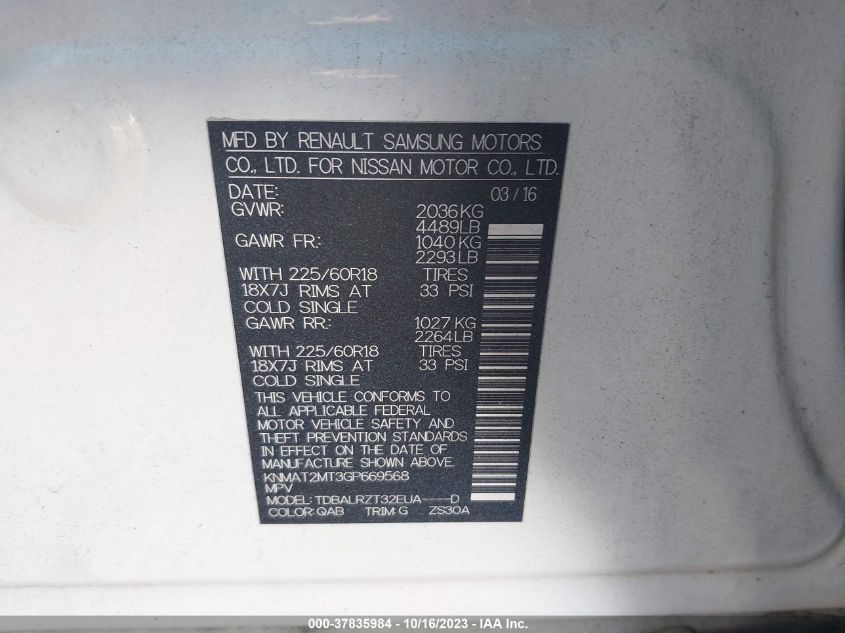 MFD BY RENAULT SAMSUNG MOTORS
CO., LTD. FOR NISSAN MOTOR CO., LTD.
DATE: 03/16
GVWR: 2036KG
4489LB
GAWR FR: 1040KG
2293LB
WITH 225/60R18 TIRES
18X7J RIMS AT 33 PSI
COLD SINGLE
GAWR RR: 1027KG
2264LB
WITH 225/60R18 TIRES
18X7J RIMS AT 33 PSI
COLD SINGLE
THIS VEHICLE CONFORMS TO
ALL APPLICABLE FEDERAL
MOTOR VEHICLE SAFETY AND
THEFT PREVENTION STANDARDS
IN EFFECT ON THE DATE OF
MANUFACTURE SHOWN ABOVE.
KNMAT2MT3GP669568
MPV
MODEL: TDBALRZT32EUA----D
COLOR: QAB TRIM: G ZS30A
000-37835984 - 10/16/2023 - IAA Inc.